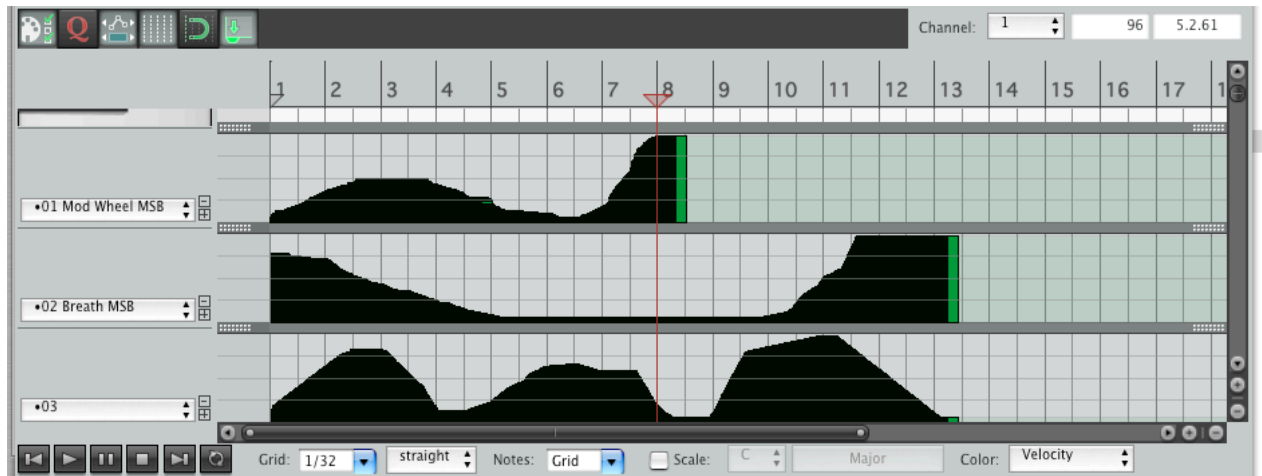 Q
Channel: 1 96 5.2.61
1 2 3 4 5 6 7 8 9 10 11 12 13 14 15 16 17 1
•01 Mod Wheel MSB
•02 Breath MSB
•03
Grid: 1/32 straight Notes: Grid Scale: C Major Color: Velocity